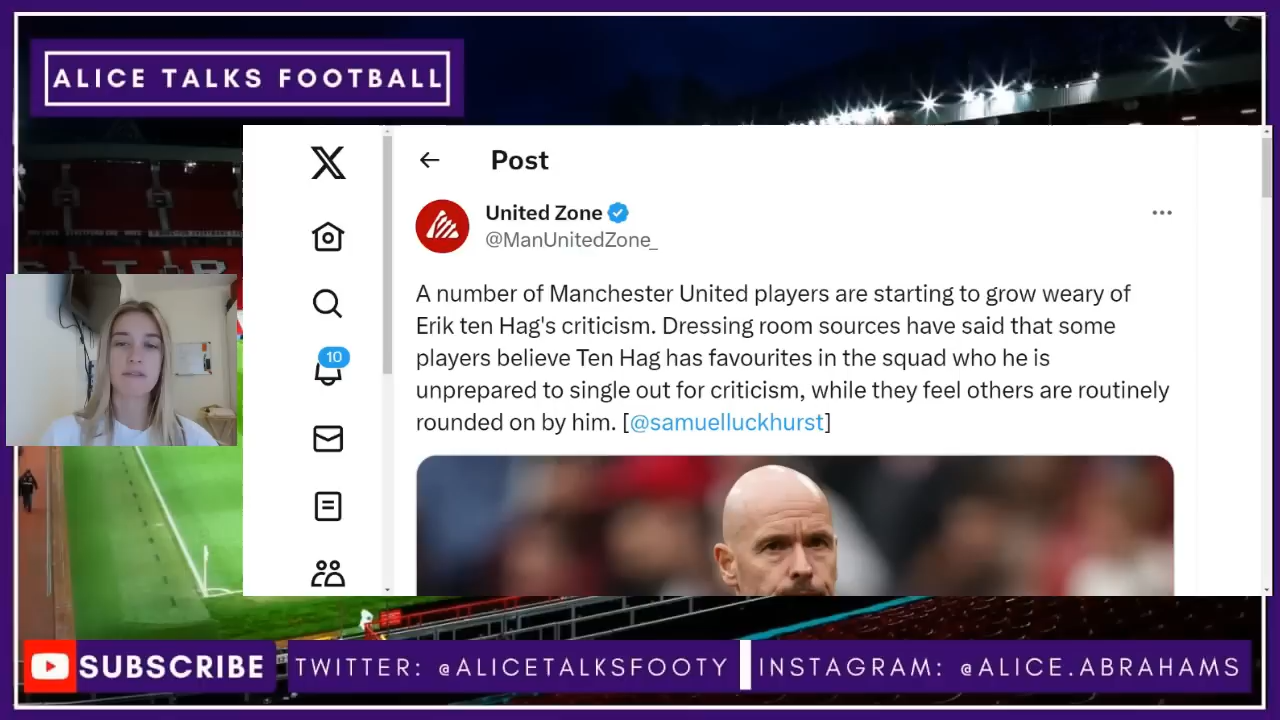 ALICE TALKS FOOTBALL
Post
United Zone
@ManUnitedZone_
A number of Manchester United players are starting to grow weary of
Erik ten Hag's criticism. Dressing room sources have said that some
players believe Ten Hag has favourites in the squad who he is
unprepared to single out for criticism, while they feel others are routinely
rounded on by him. [@samuelluckhurst]
10
SUBSCRIBE
TWITTER: @ALICETALKSFOOTY
INSTAGRAM: @ALICE.ABRAHAMS